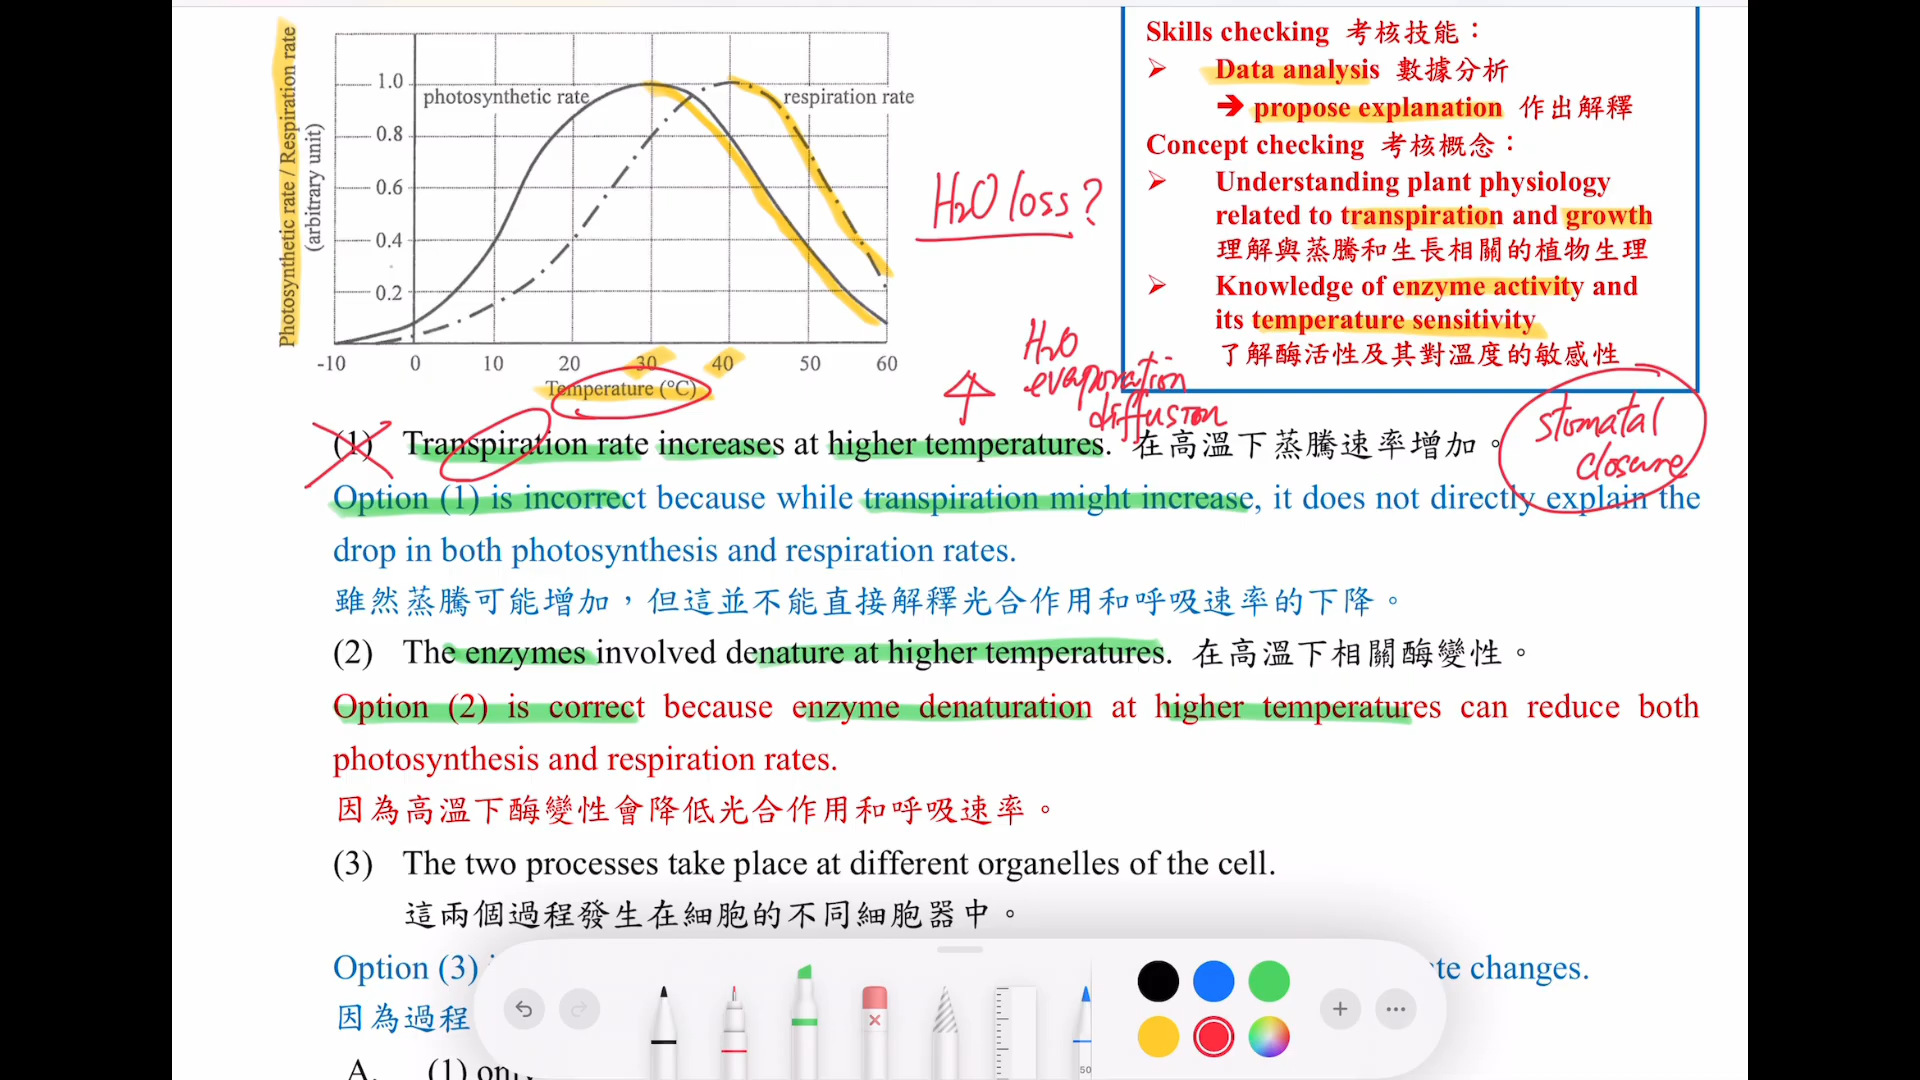 Photosynthetic rate / Respiration rate
(arbitrary unit)
1.0
0.8
0.6
0.4
0.2
photosynthetic rate
respiration rate
-10 0 10 20 30 40 50 60
Temperature (°C)
H₂O loss?
H₂O
evaporation
diffusion
Skills checking 考核技能：
➢ Data analysis 數據分析
➔ propose explanation 作出解釋
Concept checking 考核概念：
➢ Understanding plant physiology
related to transpiration and growth
理解與蒸騰和生長相關的植物生理
➢ Knowledge of enzyme activity and
its temperature sensitivity
了解酶活性及其對溫度的敏感性
stomatal
closure
(1) Transpiration rate increases at higher temperatures. 在高溫下蒸騰速率增加。
Option (1) is incorrect because while transpiration might increase, it does not directly explain the
drop in both photosynthesis and respiration rates.
雖然蒸騰可能增加，但這並不能直接解釋光合作用和呼吸速率的下降。
(2) The enzymes involved denature at higher temperatures. 在高溫下相關酶變性。
Option (2) is correct because enzyme denaturation at higher temperatures can reduce both
photosynthesis and respiration rates.
因為高溫下酶變性會降低光合作用和呼吸速率。
(3) The two processes take place at different organelles of the cell.
這兩個過程發生在細胞的不同細胞器中。
Option (3) te changes.
因為過程
A. (1) only
50